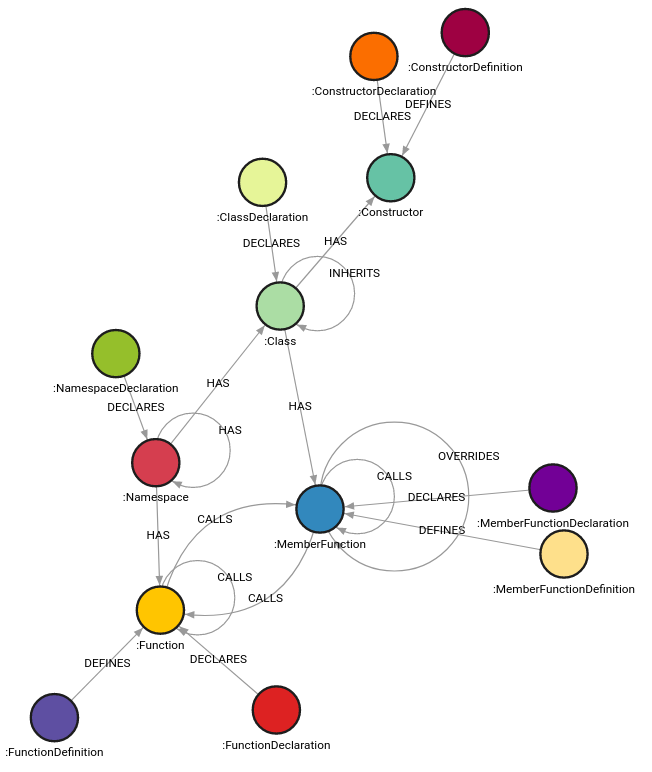 :ConstructorDefinition
:ConstructorDeclaration
DEFINES
DECLARES
:Constructor
:ClassDeclaration
HAS
DECLARES
INHERITS
:Class
:NamespaceDeclaration
HAS
DECLARES
HAS
HAS
OVERRIDES
CALLS
:Namespace
DECLARES
CALLS
:MemberFunctionDeclaration
DEFINES
HAS
:MemberFunction
CALLS
:MemberFunctionDefinition
CALLS
:Function
DECLARES
DEFINES
:FunctionDeclaration
:FunctionDefinition